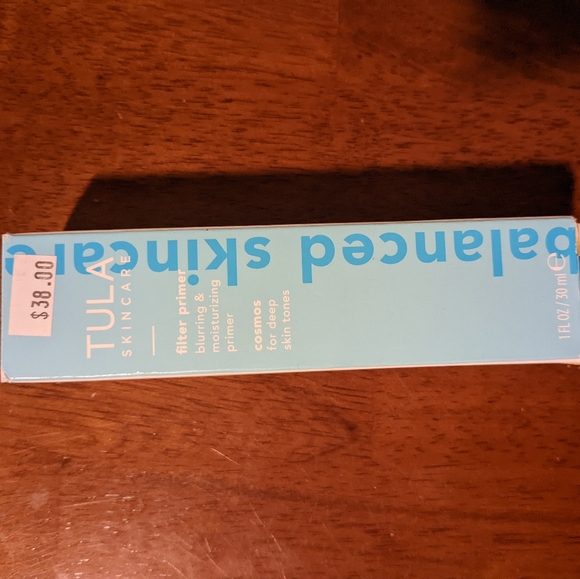 $38.00
TULA
SKINCARE
filter primer
blurring &
moisturizing
primer
cosmos
for deep
skin tones
1 FL OZ / 30 ml ℮
balanced skincare